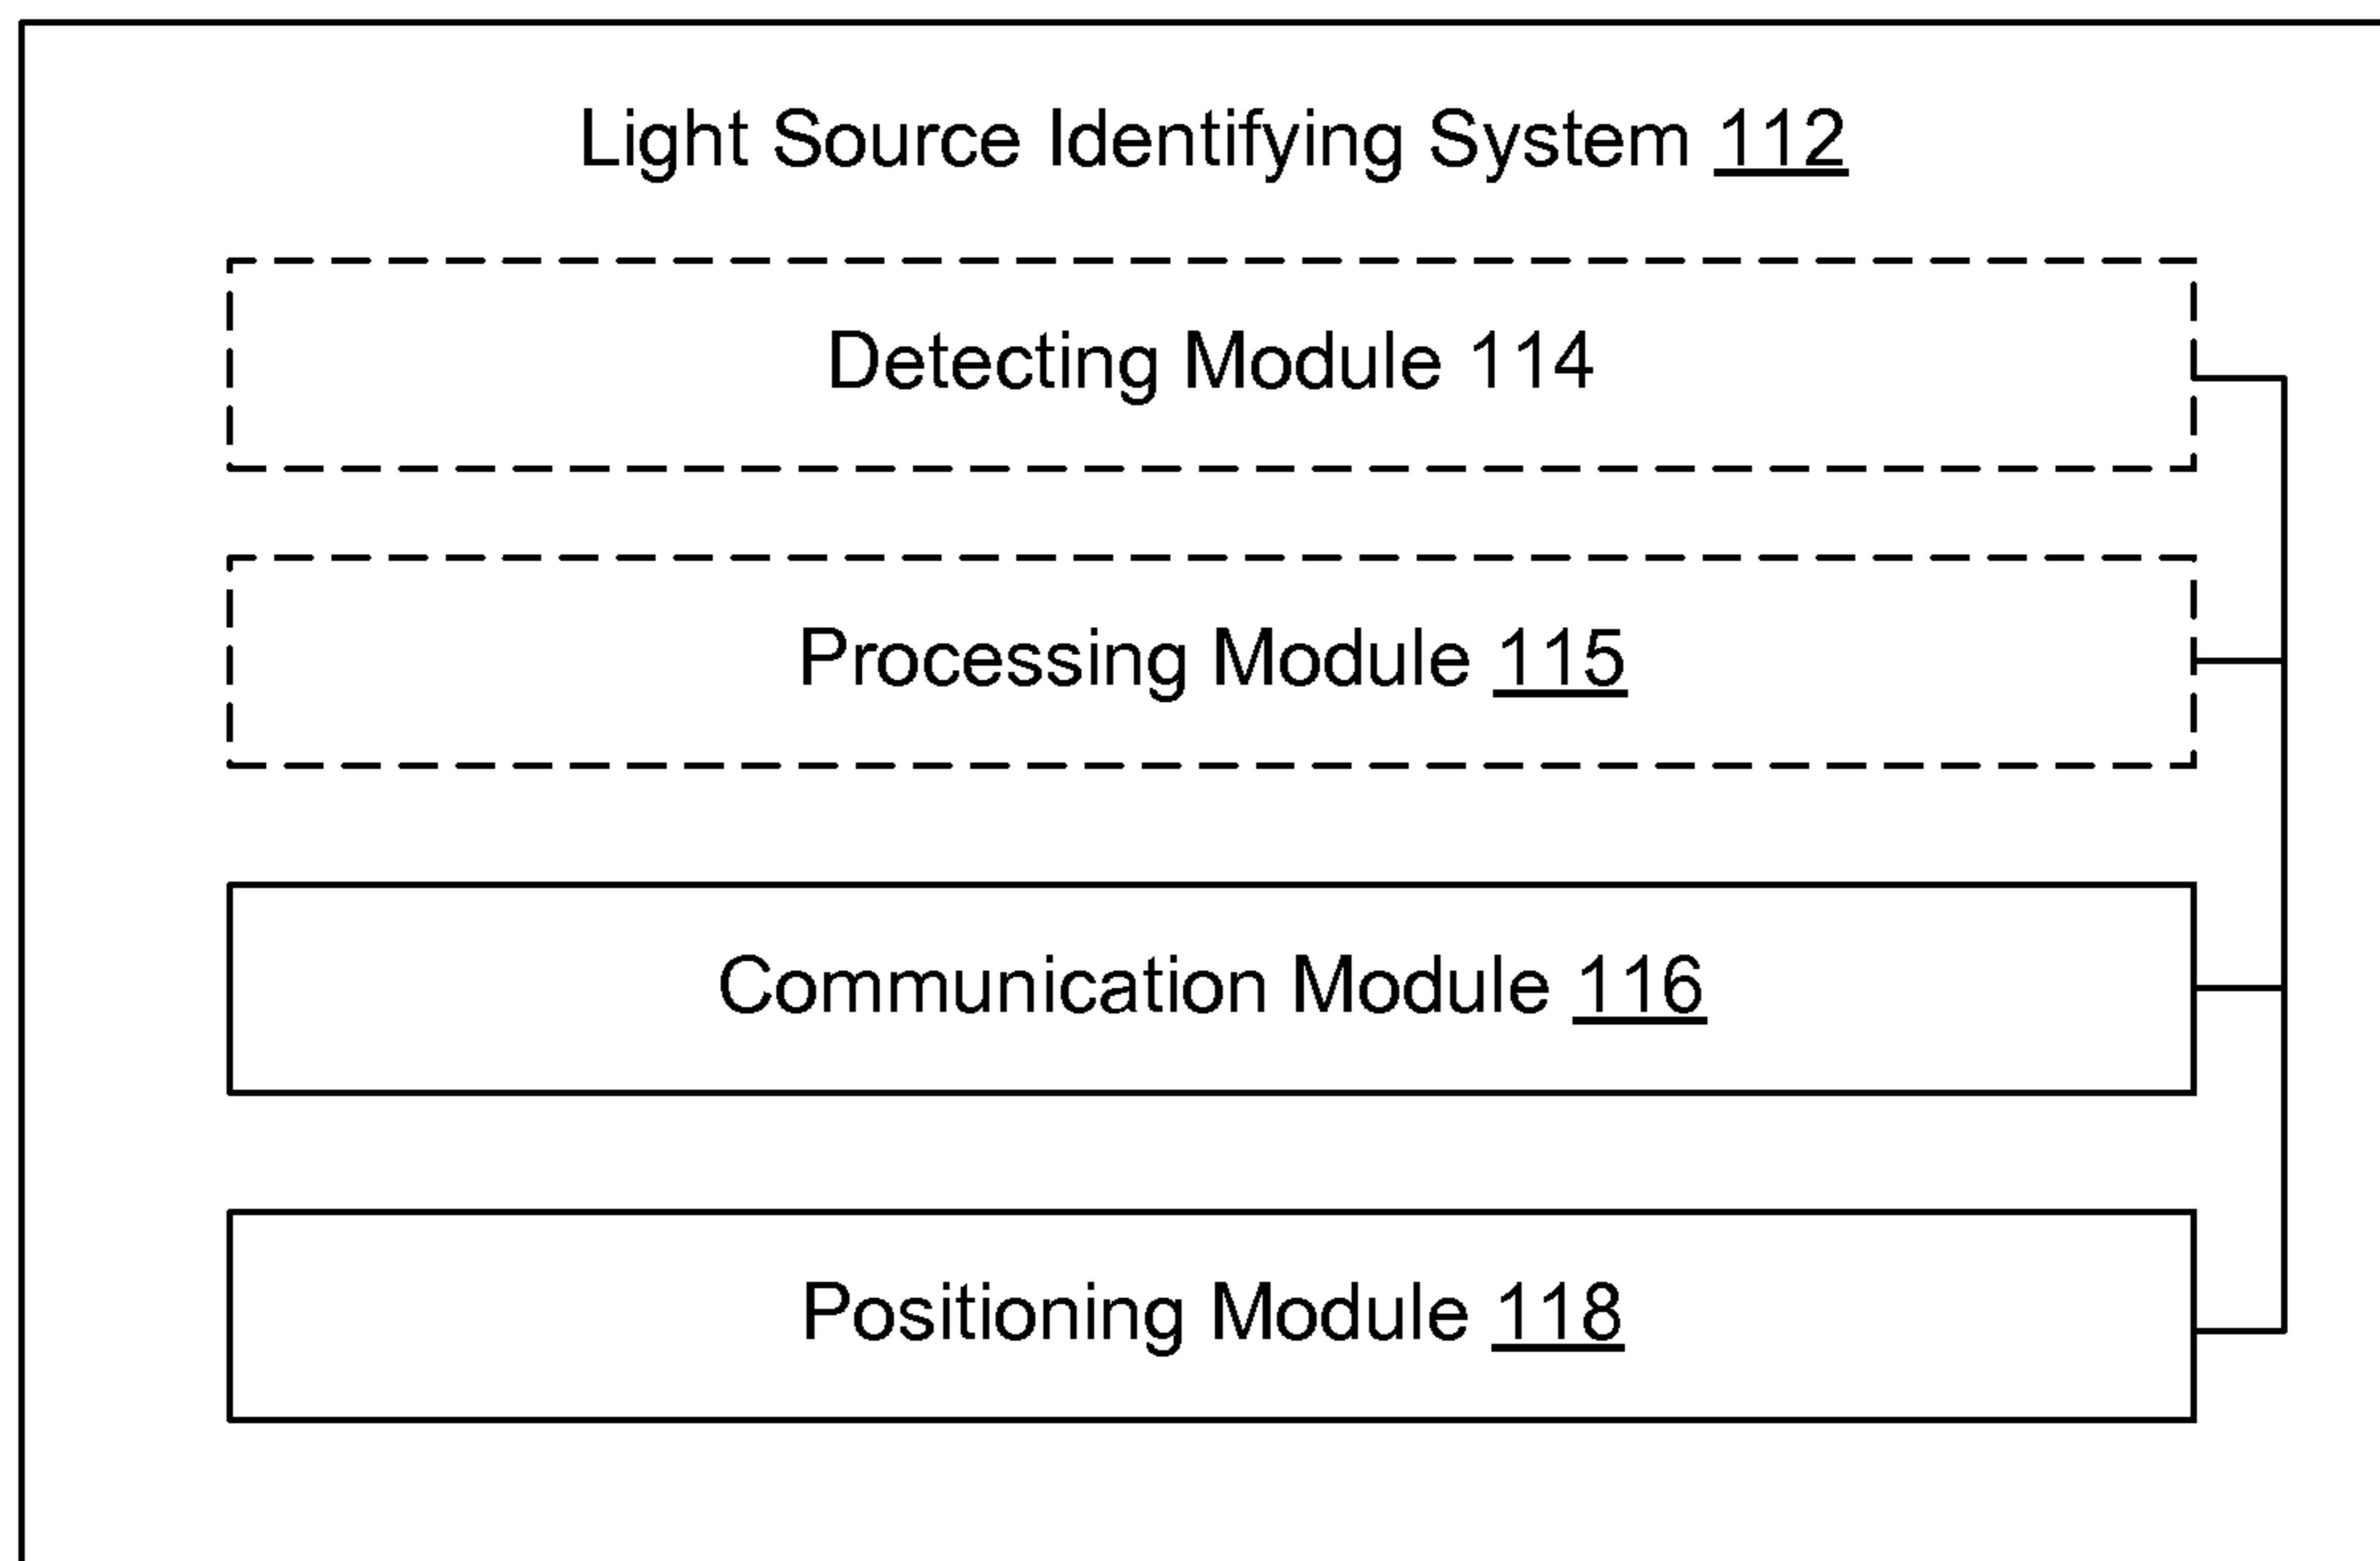 Light Source Identifying System 112
Detecting Module 114
Processing Module 115
Communication Module 116
Positioning Module 118